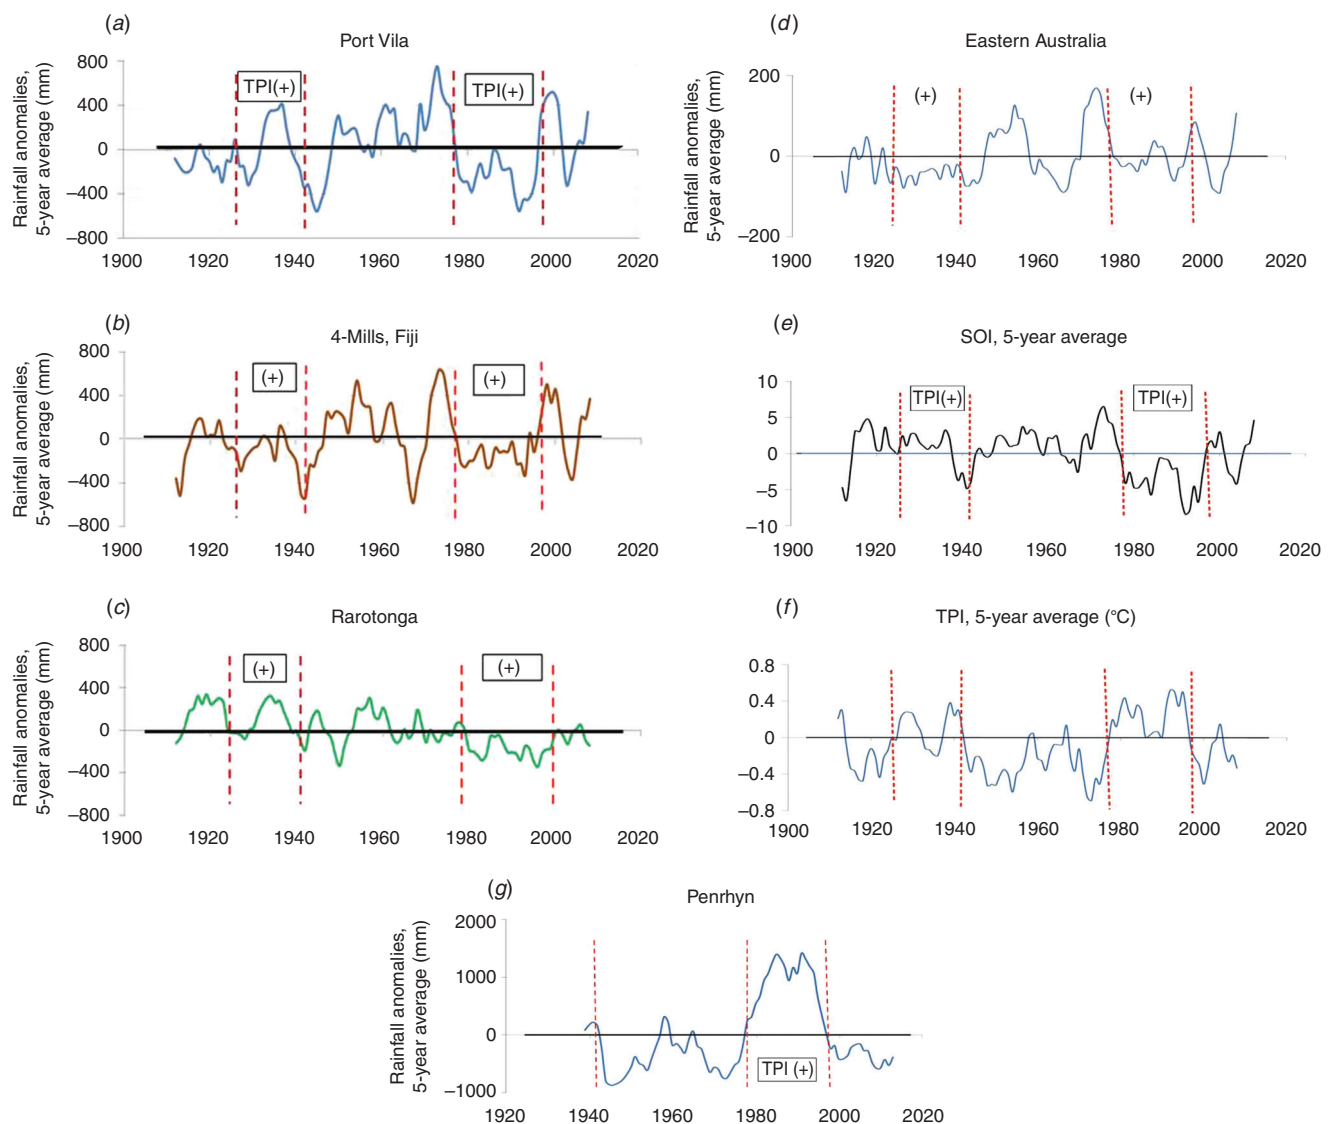 (a)
Port Vila
Rainfall anomalies,
5-year average (mm)
800
400
0
−400
−800
TPI(+)
TPI(+)
1900 1920 1940 1960 1980 2000 2020
(b)
4-Mills, Fiji
Rainfall anomalies,
5-year average (mm)
800
400
0
−400
−800
(+)
(+)
1900 1920 1940 1960 1980 2000 2020
(c)
Rarotonga
Rainfall anomalies,
5-year average (mm)
800
400
0
−400
−800
(+)
(+)
1900 1920 1940 1960 1980 2000 2020
(d)
Eastern Australia
Rainfall anomalies,
5-year average (mm)
200
0
−200
(+)
(+)
1900 1920 1940 1960 1980 2000 2020
(e)
SOI, 5-year average
10
5
0
−5
−10
TPI(+)
TPI(+)
1900 1920 1940 1960 1980 2000 2020
(f)
TPI, 5-year average (°C)
0.8
0.4
0
−0.4
−0.8
1900 1920 1940 1960 1980 2000 2020
(g)
Penrhyn
Rainfall anomalies,
5-year average (mm)
2000
1000
0
−1000
TPI (+)
1920 1940 1960 1980 2000 2020